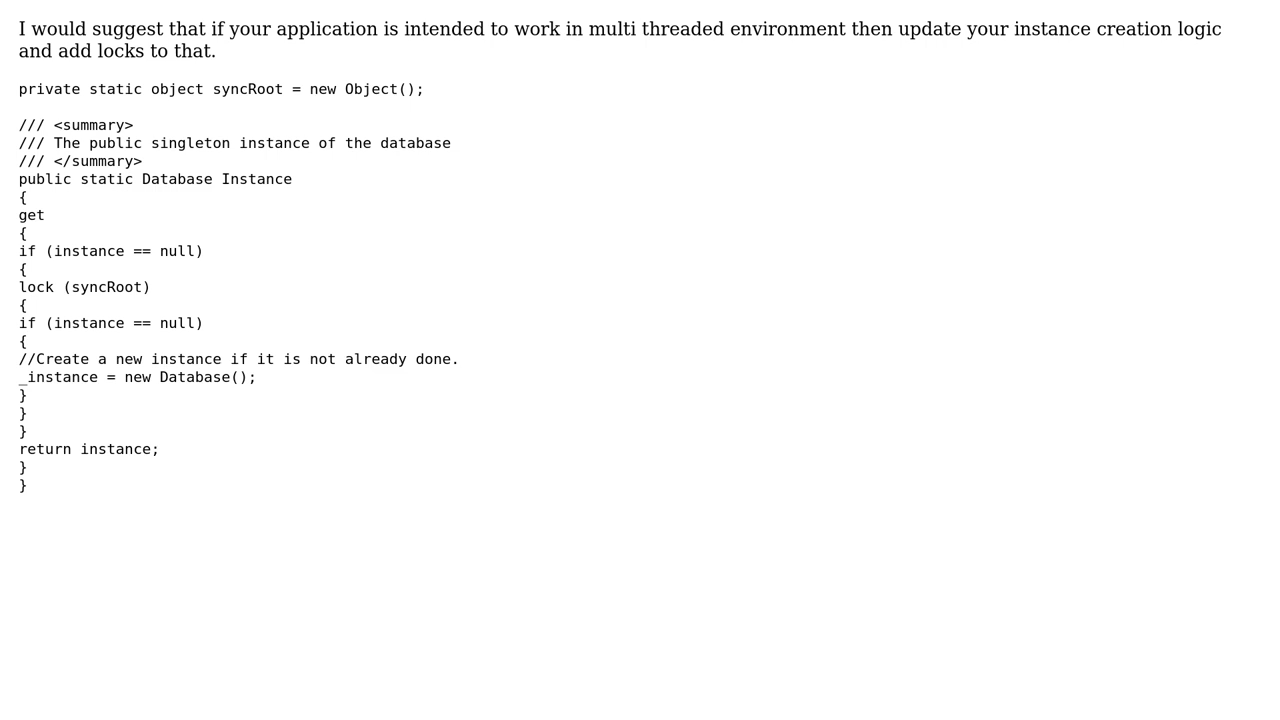 I would suggest that if your application is intended to work in multi threaded environment then update your instance creation logic
and add locks to that.
private static object syncRoot = new Object();
/// <summary>
/// The public singleton instance of the database
/// </summary>
public static Database Instance
{
get
{
if (instance == null)
{
lock (syncRoot)
{
if (instance == null)
{
//Create a new instance if it is not already done.
_instance = new Database();
}
}
}
return instance;
}
}